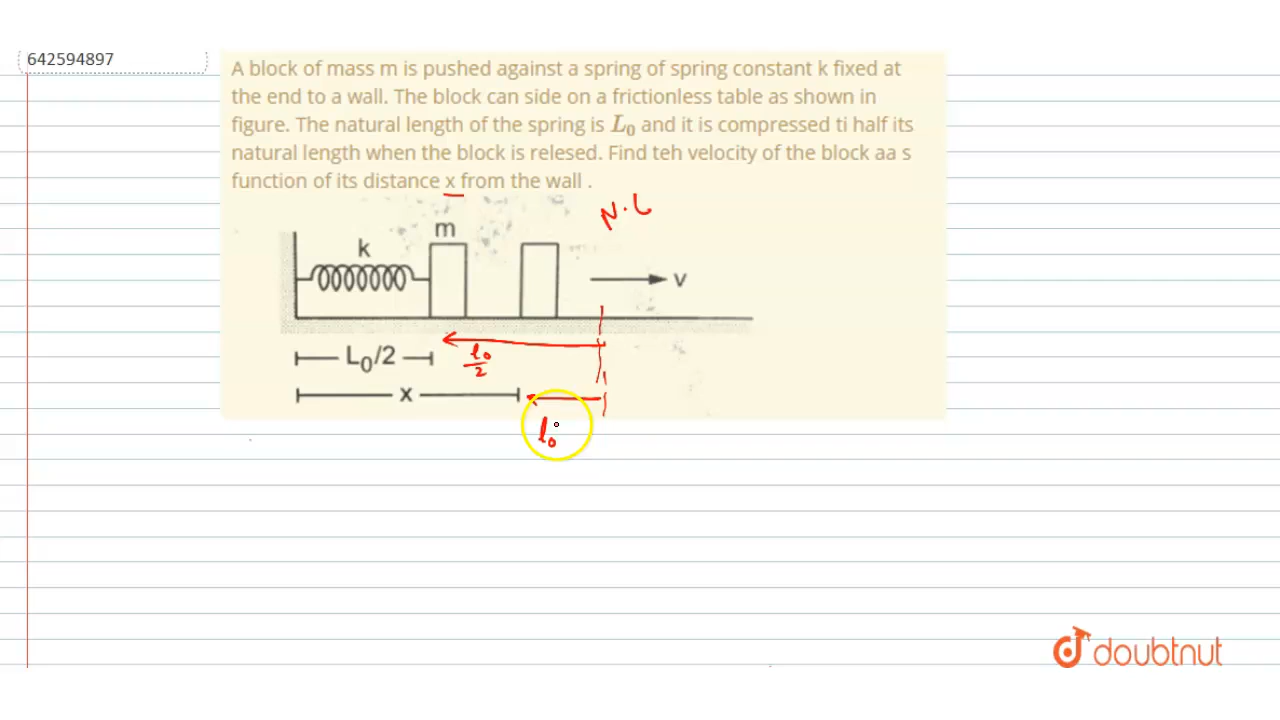 642594897
A block of mass m is pushed against a spring of spring constant k fixed at
the end to a wall. The block can side on a frictionless table as shown in
figure. The natural length of the spring is L₀ and it is compressed ti half its
natural length when the block is relesed. Find teh velocity of the block aa s
function of its distance x from the wall .
N.L
m
k
v
L₀/2
l₀/2
x
l₀
doubtnut